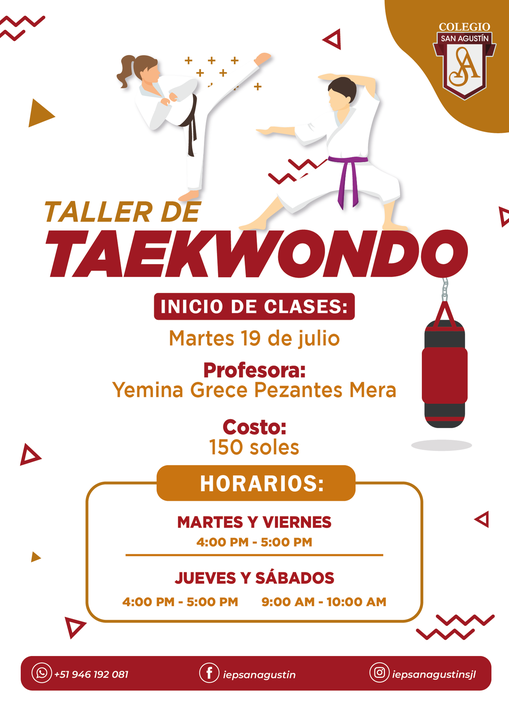 COLEGIO
SAN AGUSTÍN
SA
TALLER DE
TAEKWONDO
INICIO DE CLASES:
Martes 19 de julio
Profesora:
Yemina Grece Pezantes Mera
Costo:
150 soles
HORARIOS:
MARTES Y VIERNES
4:00 PM - 5:00 PM
JUEVES Y SÁBADOS
4:00 PM - 5:00 PM 9:00 AM - 10:00 AM
+51 946 192 081 iepsanagustin iepsanagustinsjl